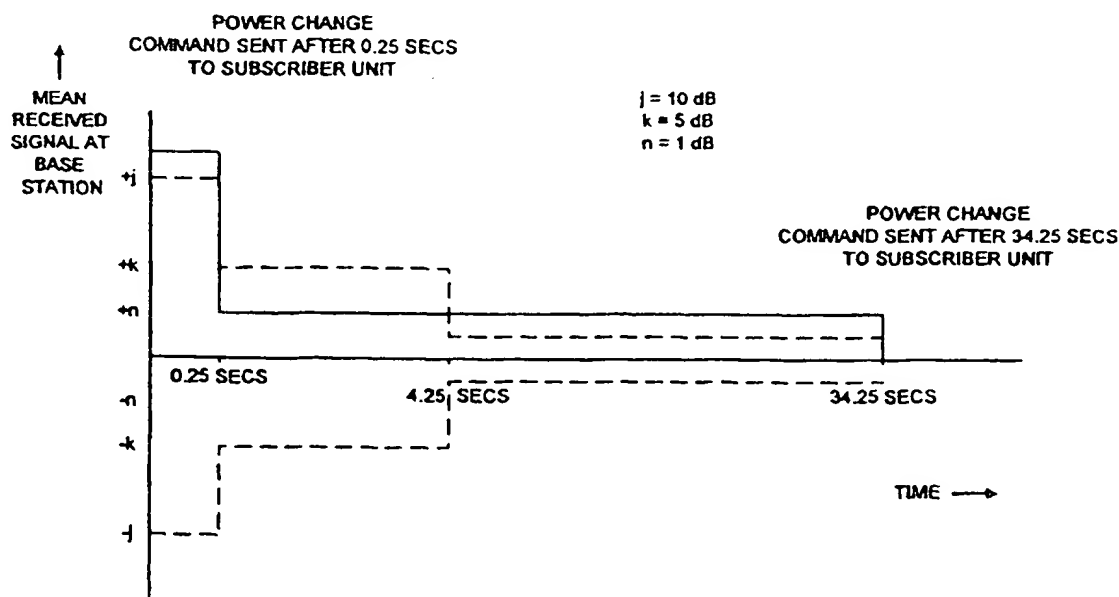 POWER CHANGE
COMMAND SENT AFTER 0.25 SECS
TO SUBSCRIBER UNIT
MEAN
RECEIVED
SIGNAL AT
BASE
STATION
j = 10 dB
k = 5 dB
n = 1 dB
+j
POWER CHANGE
COMMAND SENT AFTER 34.25 SECS
TO SUBSCRIBER UNIT
+k
+n
0.25 SECS
4.25 SECS
34.25 SECS
-n
-k
TIME
-j